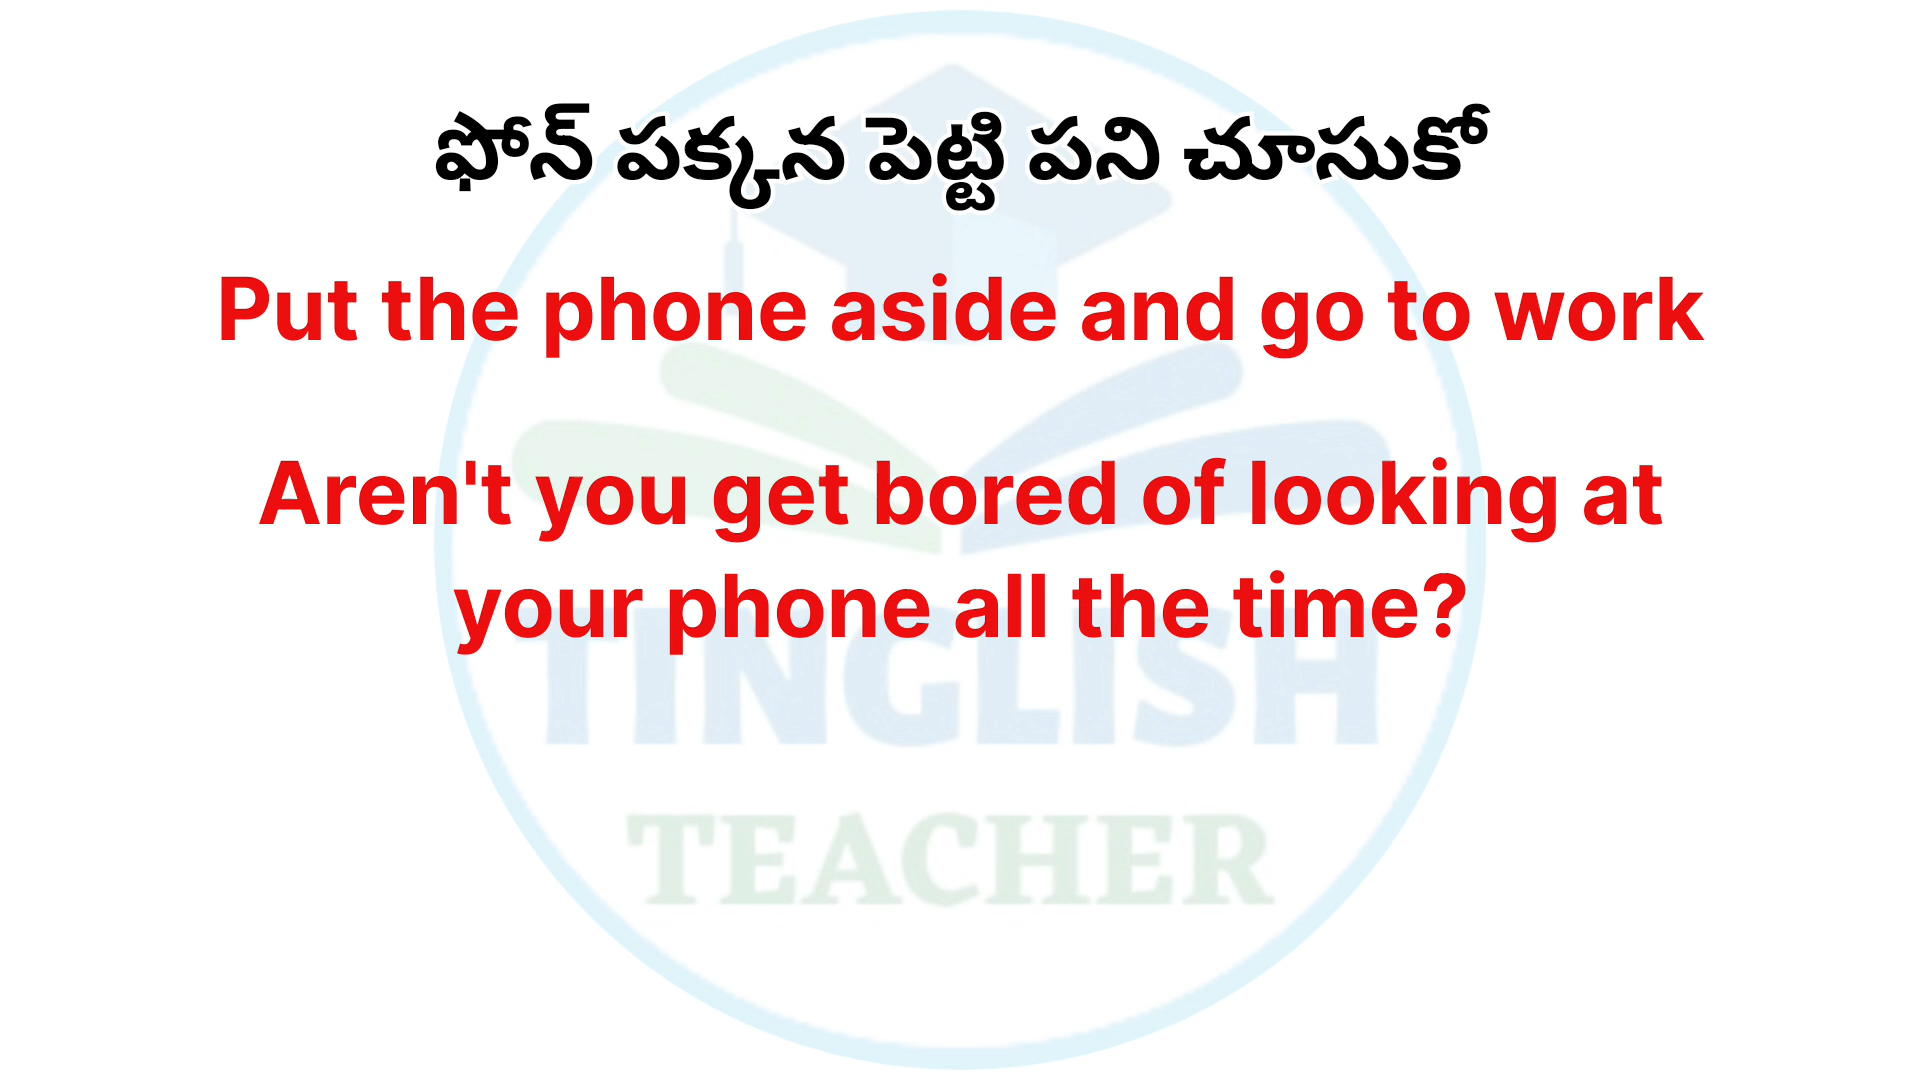 ఫోన్ పక్కన పెట్టి పని చూసుకో
Put the phone aside and go to work
Aren't you get bored of looking at
your phone all the time?
TINGLISH
TEACHER